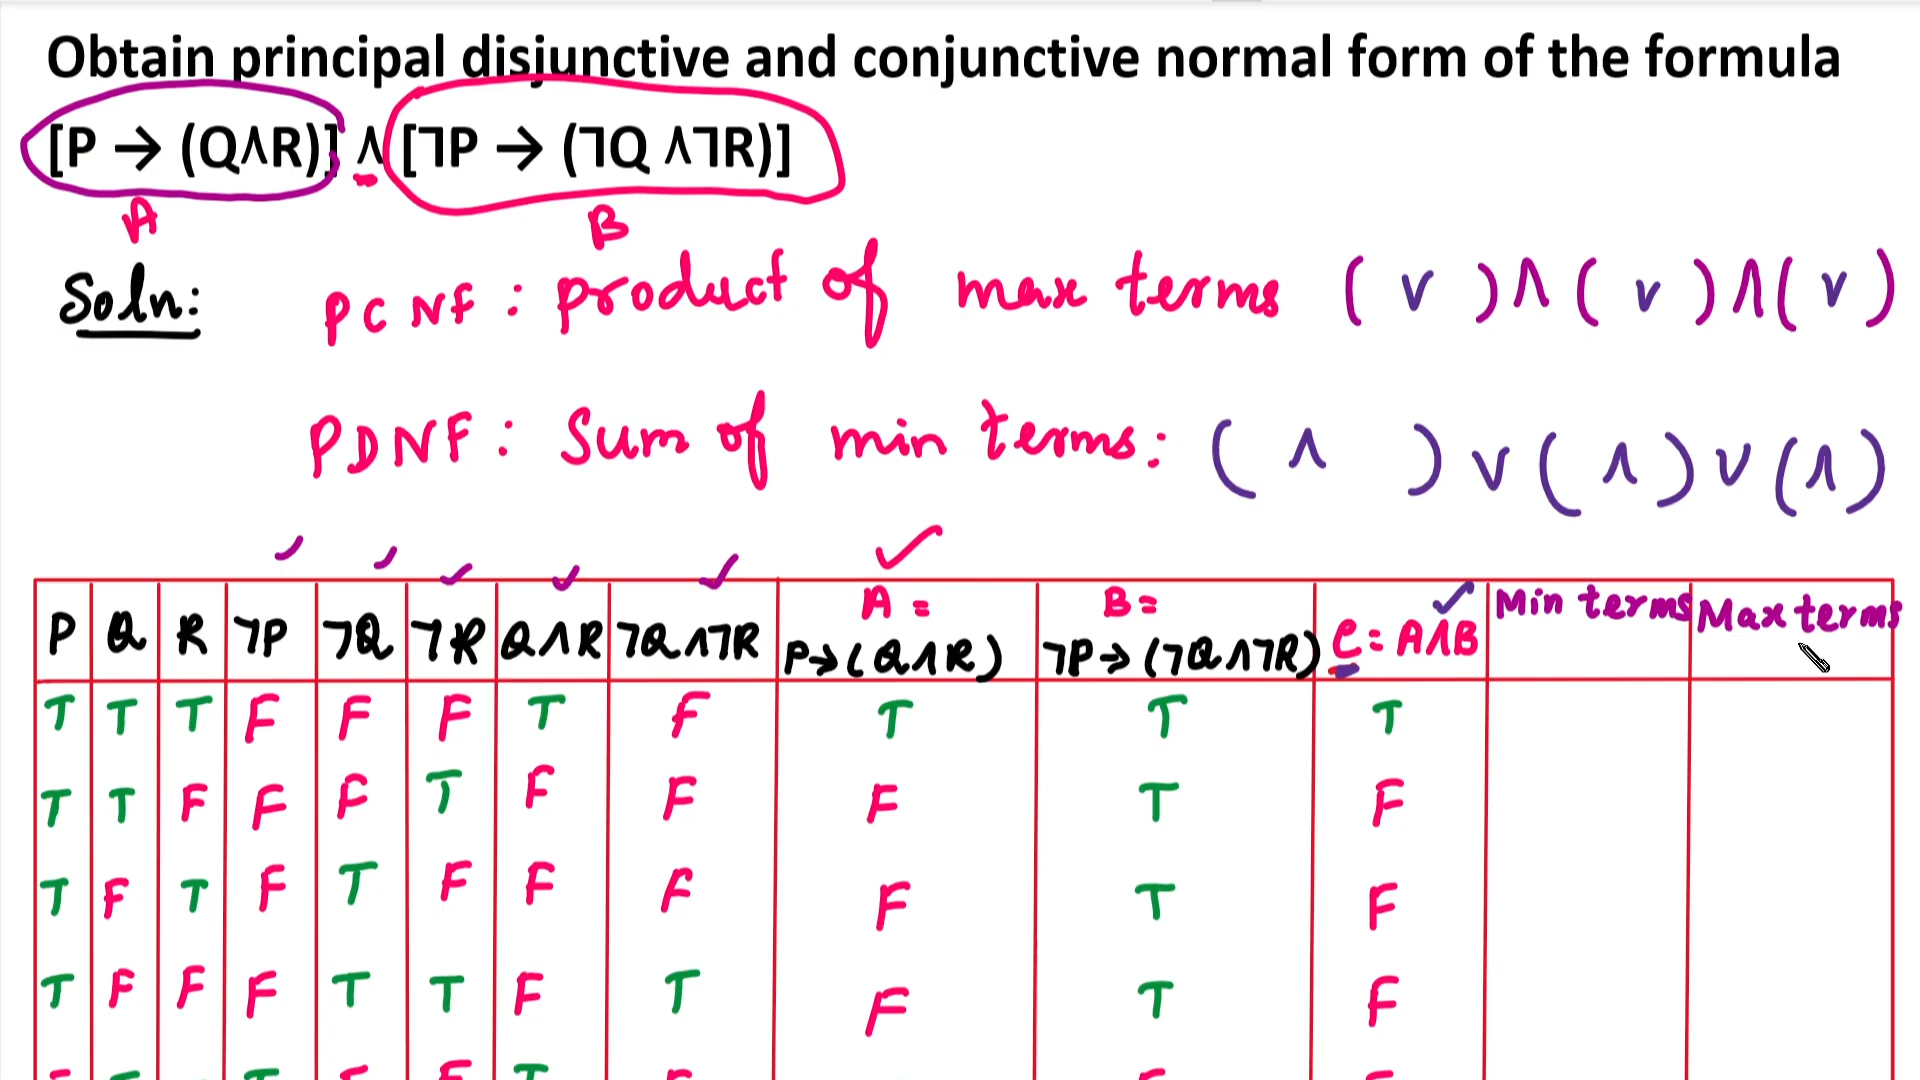 Obtain principal disjunctive and conjunctive normal form of the formula
[P → (Q∧R)] ∧ [¬P → (¬Q ∧¬R)]
A B
Soln: PCNF : product of max terms ( v ) ∧ ( v ) ∧ ( v )
PDNF : Sum of min terms : ( ∧ ) v ( ∧ ) v ( ∧ )
P Q R ¬P ¬Q ¬R Q∧R ¬Q∧¬R A = P→(Q∧R) B = ¬P→(¬Q∧¬R) C = A∧B Min terms Max terms
T T T F F F T F T T T
T T F F F T F F F T F
T F T F T F F F F T F
T F F F T T F T F T F